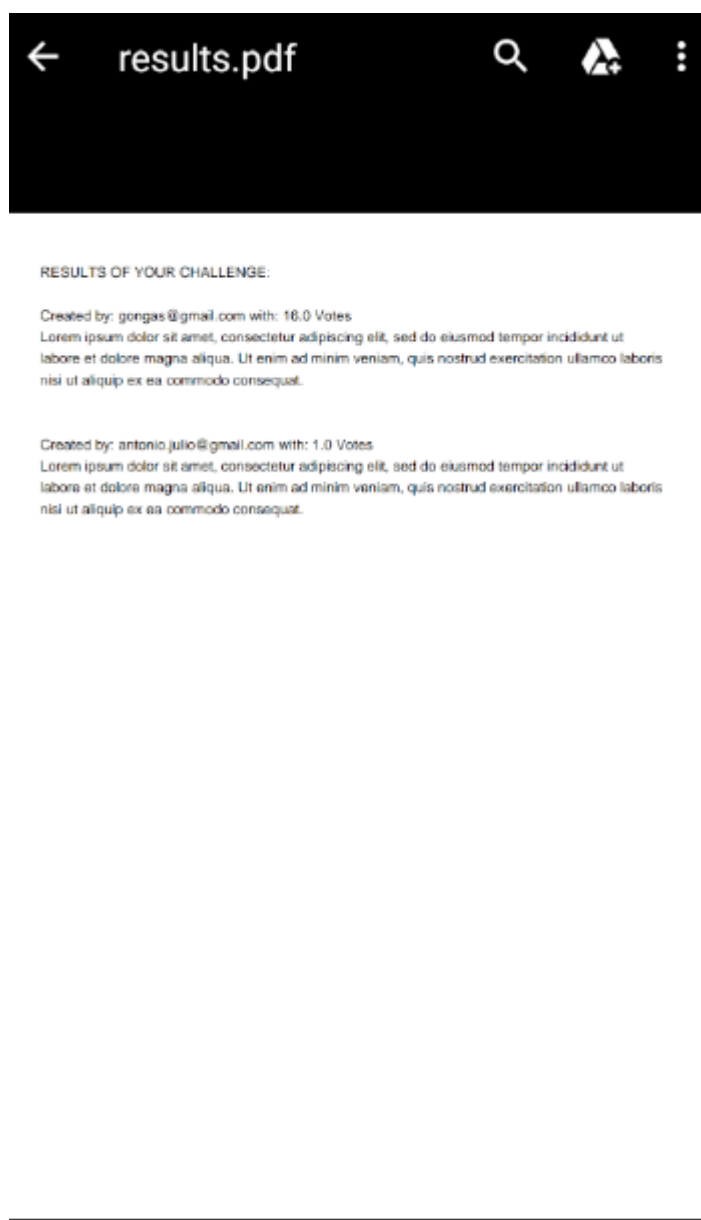 results.pdf
RESULTS OF YOUR CHALLENGE:
Created by: gongas@gmail.com with: 16.0 Votes
Lorem ipsum dolor sit amet, consectetur adipiscing elit, sed do eiusmod tempor incididunt ut
labore et dolore magna aliqua. Ut enim ad minim veniam, quis nostrud exercitation ullamco laboris
nisi ut aliquip ex ea commodo consequat.
Created by: antonio.julio@gmail.com with: 1.0 Votes
Lorem ipsum dolor sit amet, consectetur adipiscing elit, sed do eiusmod tempor incididunt ut
labore et dolore magna aliqua. Ut enim ad minim veniam, quis nostrud exercitation ullamco laboris
nisi ut aliquip ex ea commodo consequat.